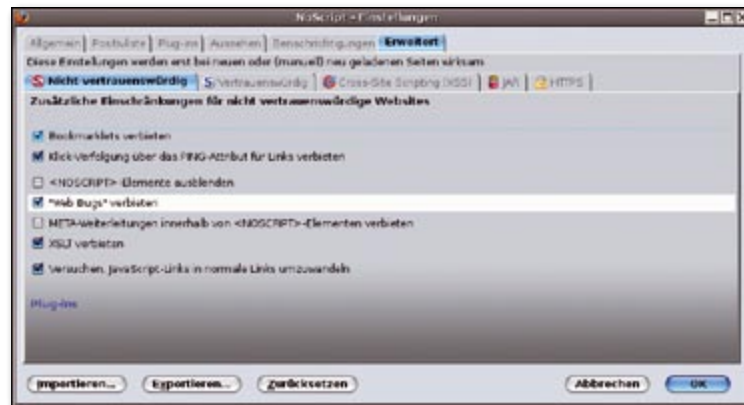 NoScript - Einstellungen
Allgemein Positivliste Plug-ins Aussehen Benachrichtigungen Erweitert
Diese Einstellungen werden erst bei neuen oder (manuell) neu geladenen Seiten wirksam
Nicht vertrauenswürdig Vertrauenswürdig Cross-Site Scripting (XSS) JAR HTTPS
Zusätzliche Einschränkungen für nicht vertrauenswürdige Websites
Bookmarklets verbieten
Klick-Verfolgung über das PING-Attribut für Links verbieten
<NOSCRIPT>-Elemente ausblenden
"Web Bugs" verbieten
META-Weiterleitungen innerhalb von <NOSCRIPT>-Elementen verbieten
XSLT verbieten
Versuchen, JavaScript-Links in normale Links umzuwandeln
Plug-ins
Importieren... Exportieren... Zurücksetzen Abbrechen OK